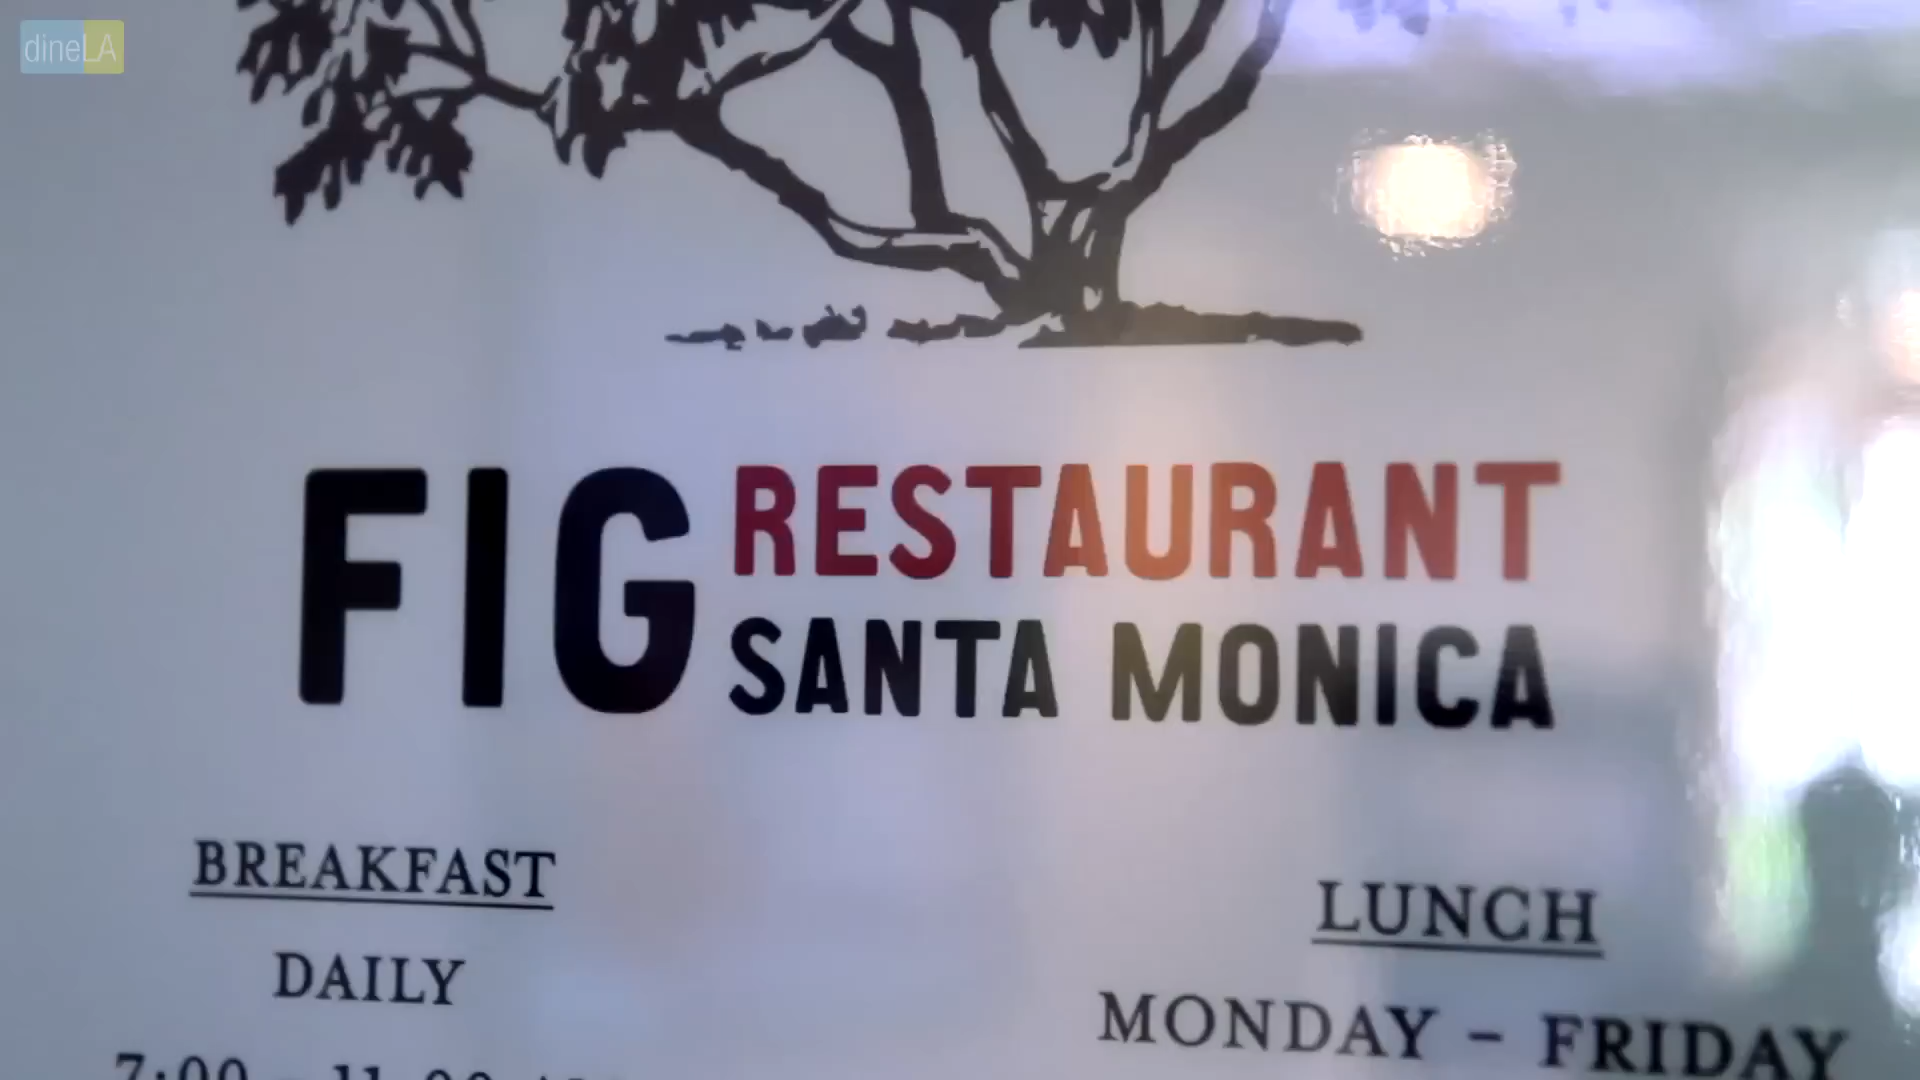 dineLA
FIG RESTAURANT
SANTA MONICA
BREAKFAST
DAILY
LUNCH
MONDAY – FRIDAY